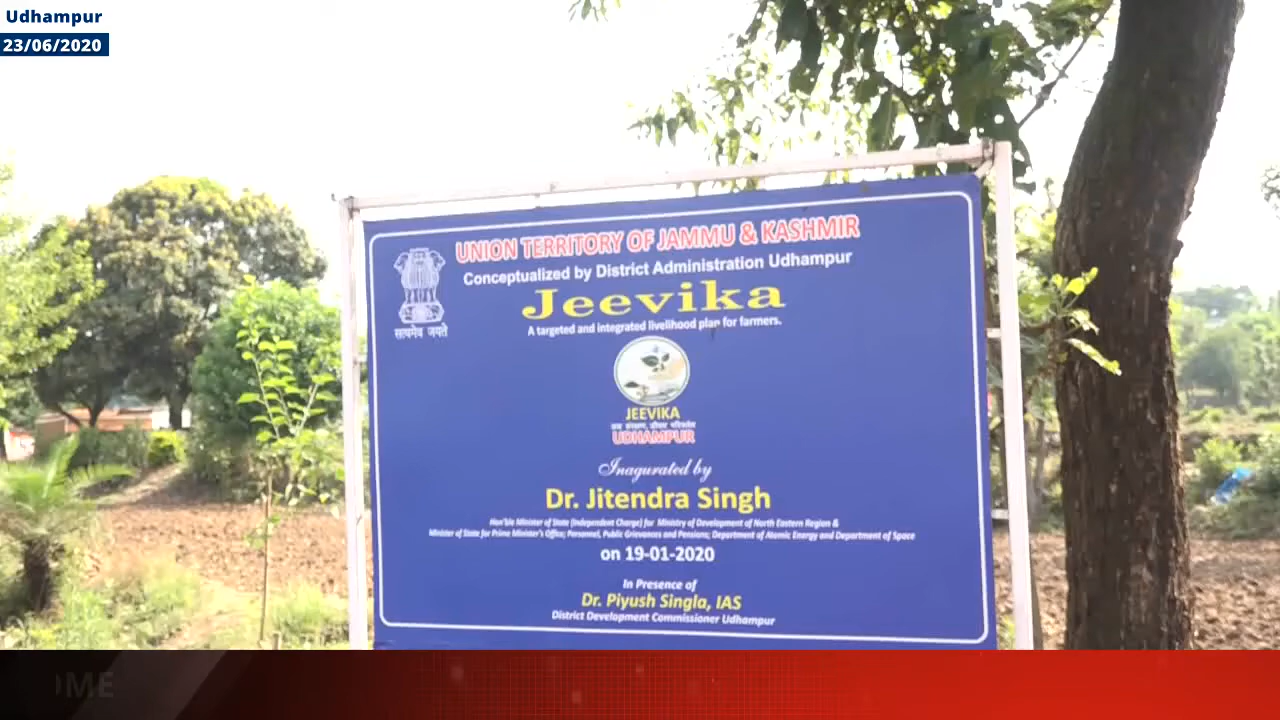 Udhampur
23/06/2020
UNION TERRITORY OF JAMMU & KASHMIR
Conceptualized by District Administration Udhampur
Jeevika
A targeted and integrated livelihood plan for farmers.
सत्यमेव जयते
JEEVIKA
UDHAMPUR
Inagurated by
Dr. Jitendra Singh
Hon'ble Minister of State (Independent Charge) for Ministry of Development of North Eastern Region &
Minister of State for Prime Minister's Office; Personnel, Public Grievances and Pensions; Department of Atomic Energy and Department of Space
on 19-01-2020
In Presence of
Dr. Piyush Singla, IAS
District Development Commissioner Udhampur
OME